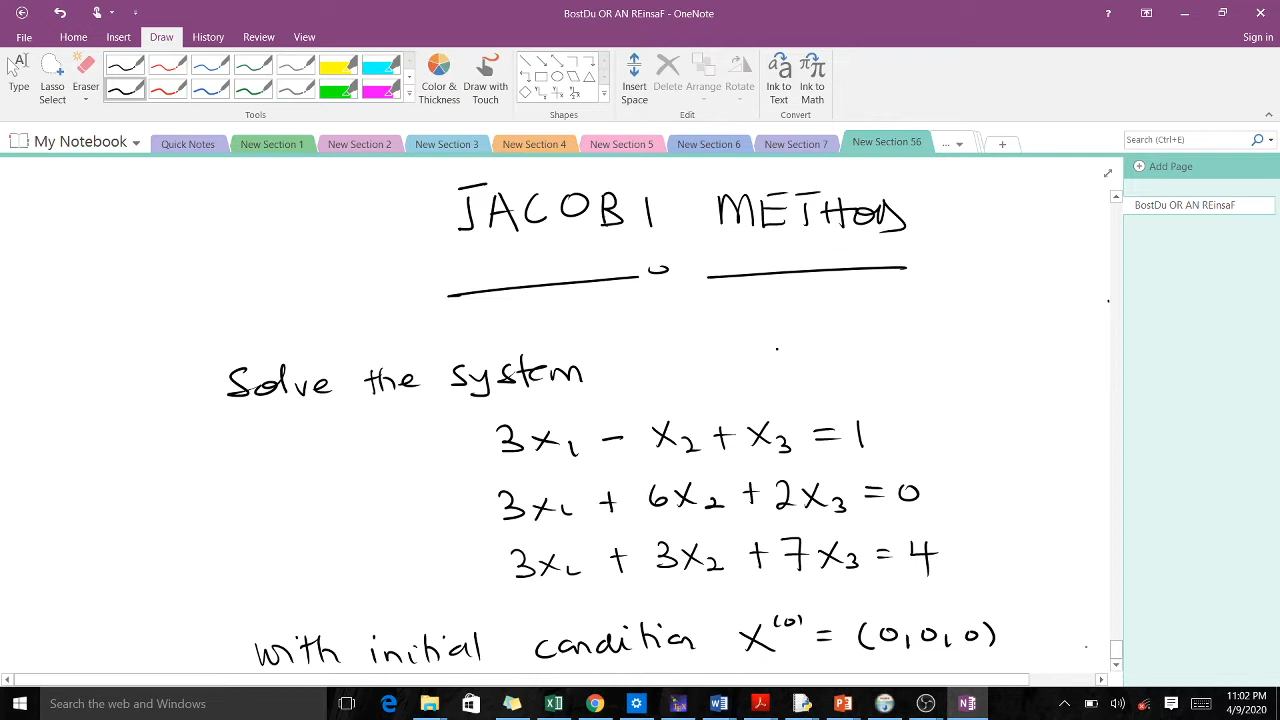 BostDu OR AN REinsaF - OneNote
File Home Insert Draw History Review View Sign in
Type Lasso Select Eraser Color & Thickness Draw with Touch Insert Space Delete Arrange Rotate Ink to Text Ink to Math
Tools Shapes Edit Convert
My Notebook Quick Notes New Section 1 New Section 2 New Section 3 New Section 4 New Section 5 New Section 6 New Section 7 New Section 56 ... Search (Ctrl+E)
Add Page
BostDu OR AN REinsaF
JACOBI METHOD
Solve the system
3x₁ - x₂ + x₃ = 1
3x₁ + 6x₂ + 2x₃ = 0
3x₁ + 3x₂ + 7x₃ = 4
with initial condition x⁽⁰⁾ = (0,0,0)
Search the web and Windows
11:02 PM
4/9/2020